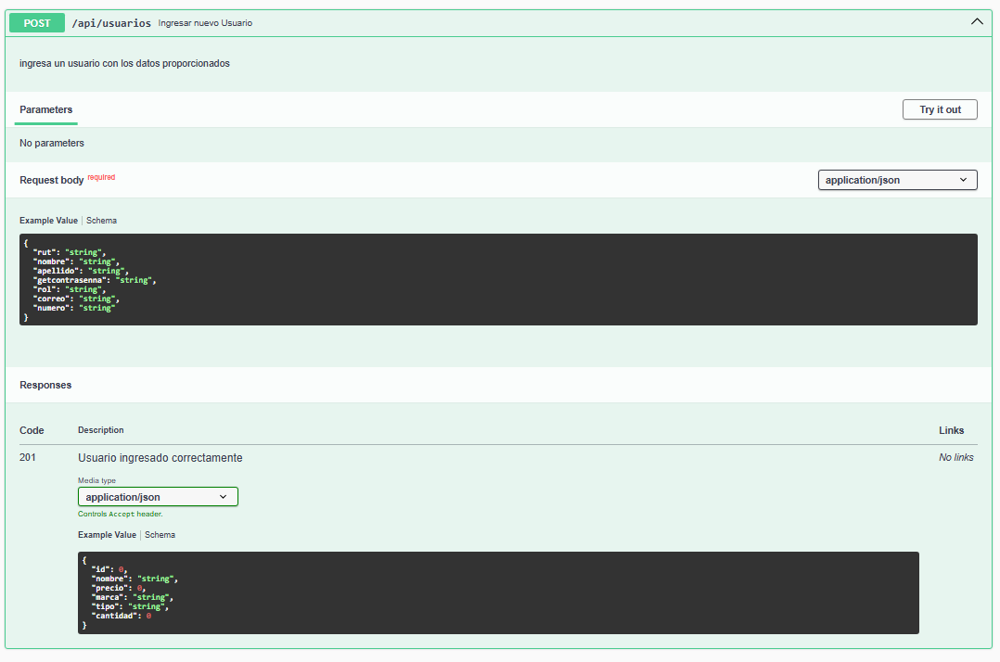 POST /api/usuarios Ingresar nuevo Usuario
ingresa un usuario con los datos proporcionados
Parameters Try it out
No parameters
Request body required application/json
Example Value | Schema
{
"rut": "string",
"nombre": "string",
"apellido": "string",
"getcontrasenna": "string",
"rol": "string",
"correo": "string",
"numero": "string"
}
Responses
Code Description Links
201 Usuario ingresado correctamente No links
Media type
application/json
Controls Accept header.
Example Value | Schema
{
"id": 0,
"nombre": "string",
"precio": 0,
"marca": "string",
"tipo": "string",
"cantidad": 0
}